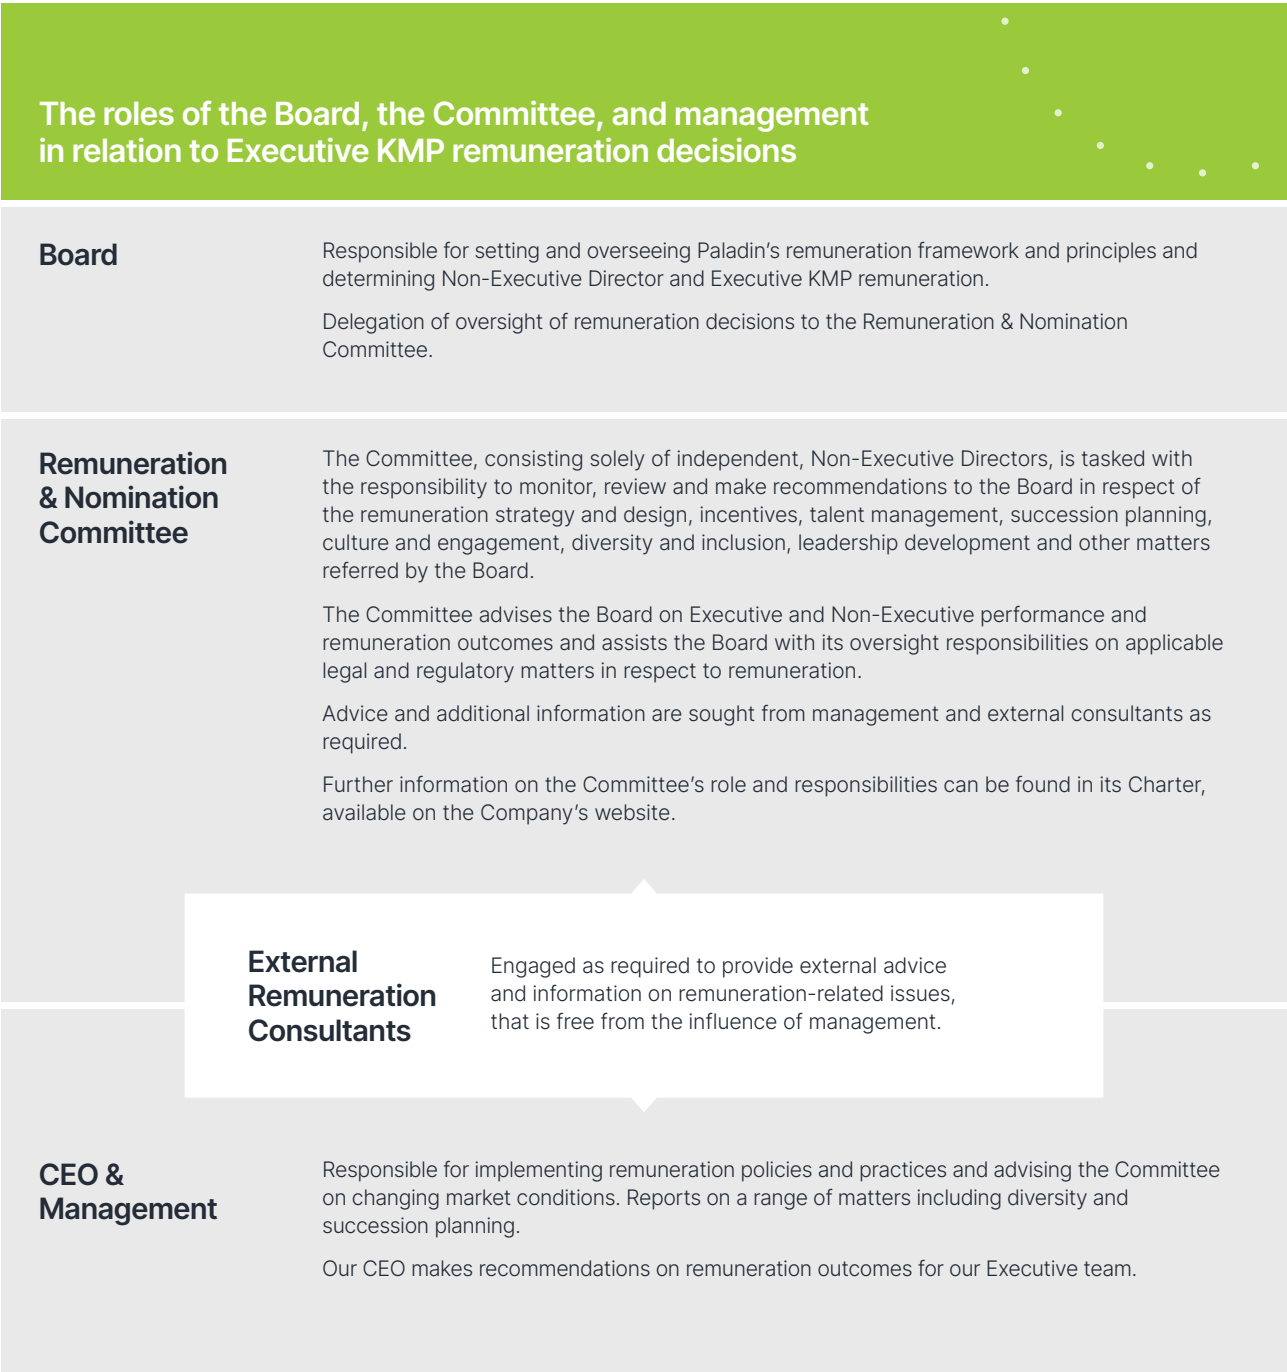 The roles of the Board, the Committee, and management
in relation to Executive KMP remuneration decisions
Board
Responsible for setting and overseeing Paladin’s remuneration framework and principles and
determining Non-Executive Director and Executive KMP remuneration.
Delegation of oversight of remuneration decisions to the Remuneration & Nomination
Committee.
Remuneration
& Nomination
Committee
The Committee, consisting solely of independent, Non-Executive Directors, is tasked with
the responsibility to monitor, review and make recommendations to the Board in respect of
the remuneration strategy and design, incentives, talent management, succession planning,
culture and engagement, diversity and inclusion, leadership development and other matters
referred by the Board.
The Committee advises the Board on Executive and Non-Executive performance and
remuneration outcomes and assists the Board with its oversight responsibilities on applicable
legal and regulatory matters in respect to remuneration.
Advice and additional information are sought from management and external consultants as
required.
Further information on the Committee’s role and responsibilities can be found in its Charter,
available on the Company’s website.
External
Remuneration
Consultants
Engaged as required to provide external advice
and information on remuneration-related issues,
that is free from the influence of management.
CEO &
Management
Responsible for implementing remuneration policies and practices and advising the Committee
on changing market conditions. Reports on a range of matters including diversity and
succession planning.
Our CEO makes recommendations on remuneration outcomes for our Executive team.